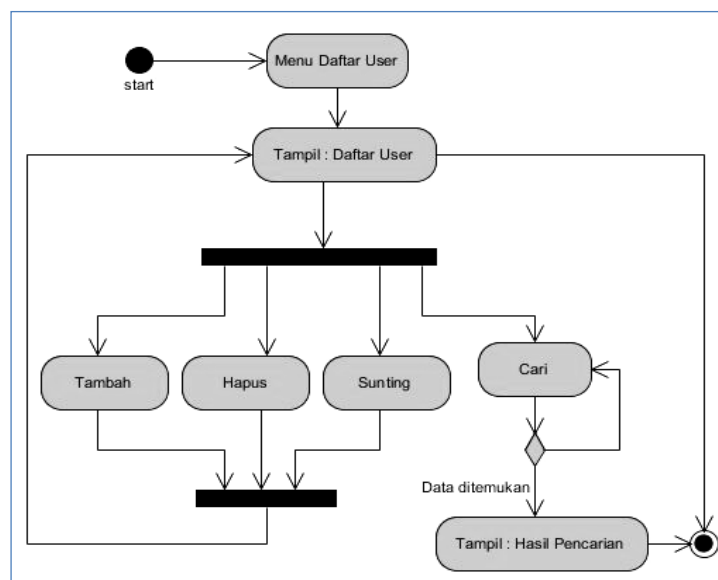 start
Menu Daftar User
Tampil : Daftar User
Tambah
Hapus
Sunting
Cari
Data ditemukan
Tampil : Hasil Pencarian